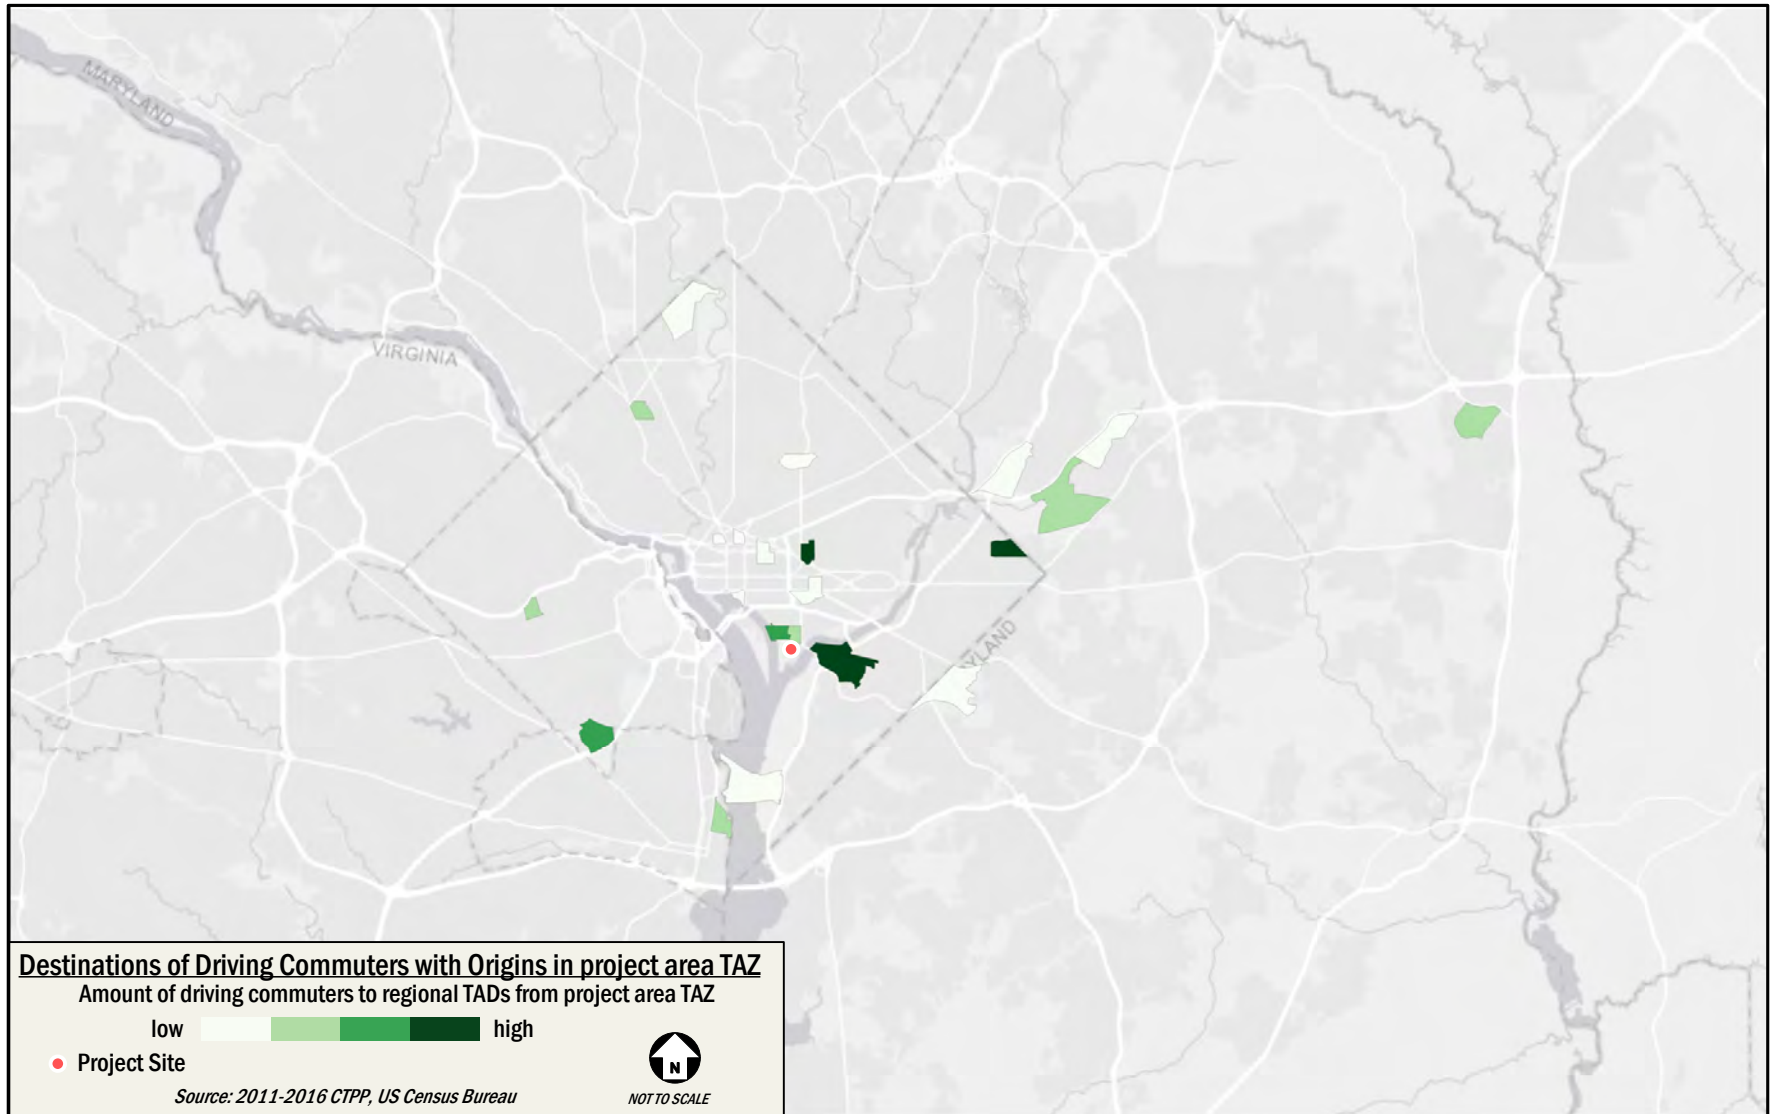 MARYLAND
VIRGINIA
YLAND
Destinations of Driving Commuters with Origins in project area TAZ
Amount of driving commuters to regional TADs from project area TAZ
low high
Project Site
N
Source: 2011-2016 CTPP, US Census Bureau
NOT TO SCALE